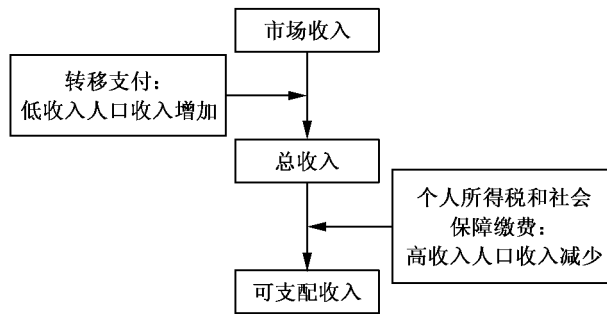 市场收入
转移支付：
低收入人口收入增加
总收入
个人所得税和社会
保障缴费：
高收入人口收入减少
可支配收入